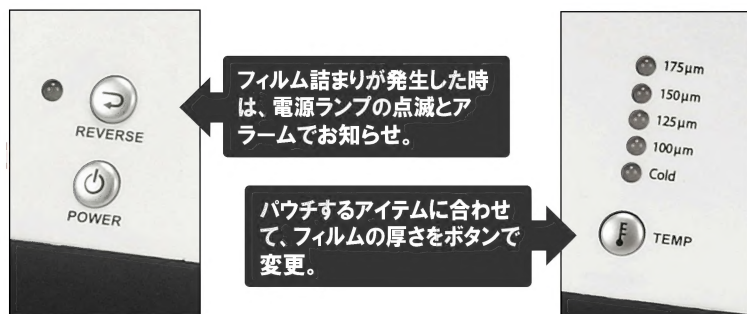 REVERSE
POWER
フィルム詰まりが発生した時
は、電源ランプの点滅とア
ラームでお知らせ。
パウチするアイテムに合わせ
て、フィルムの厚さをボタンで
変更。
175μm
150μm
125μm
100μm
Cold
TEMP